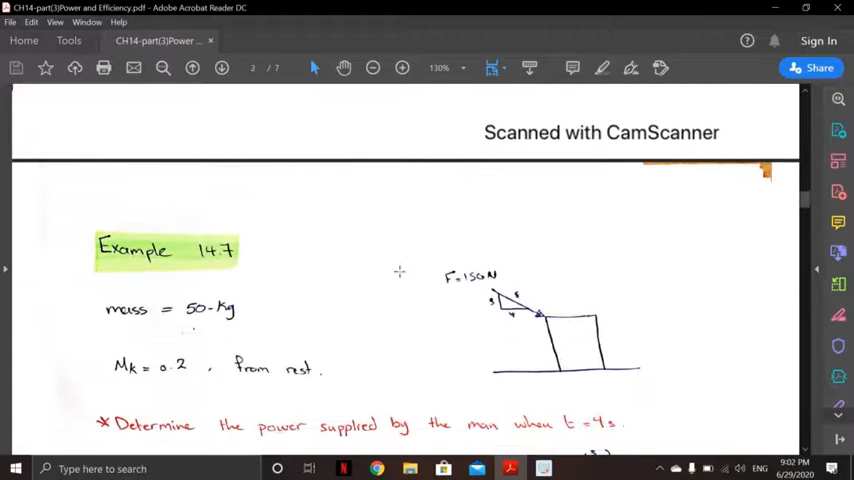 CH14-part(3)Power and Efficiency.pdf - Adobe Acrobat Reader DC
File Edit View Window Help
Home Tools CH14-part(3)Power ... × Sign In
2 / 7 130% Share
Scanned with CamScanner
Example 14.7
F=150N
3 5
4
mass = 50-kg
Mk = 0.2 , from rest.
* Determine the power supplied by the man when t=4s.
Type here to search
ENG
9:02 PM
6/29/2020